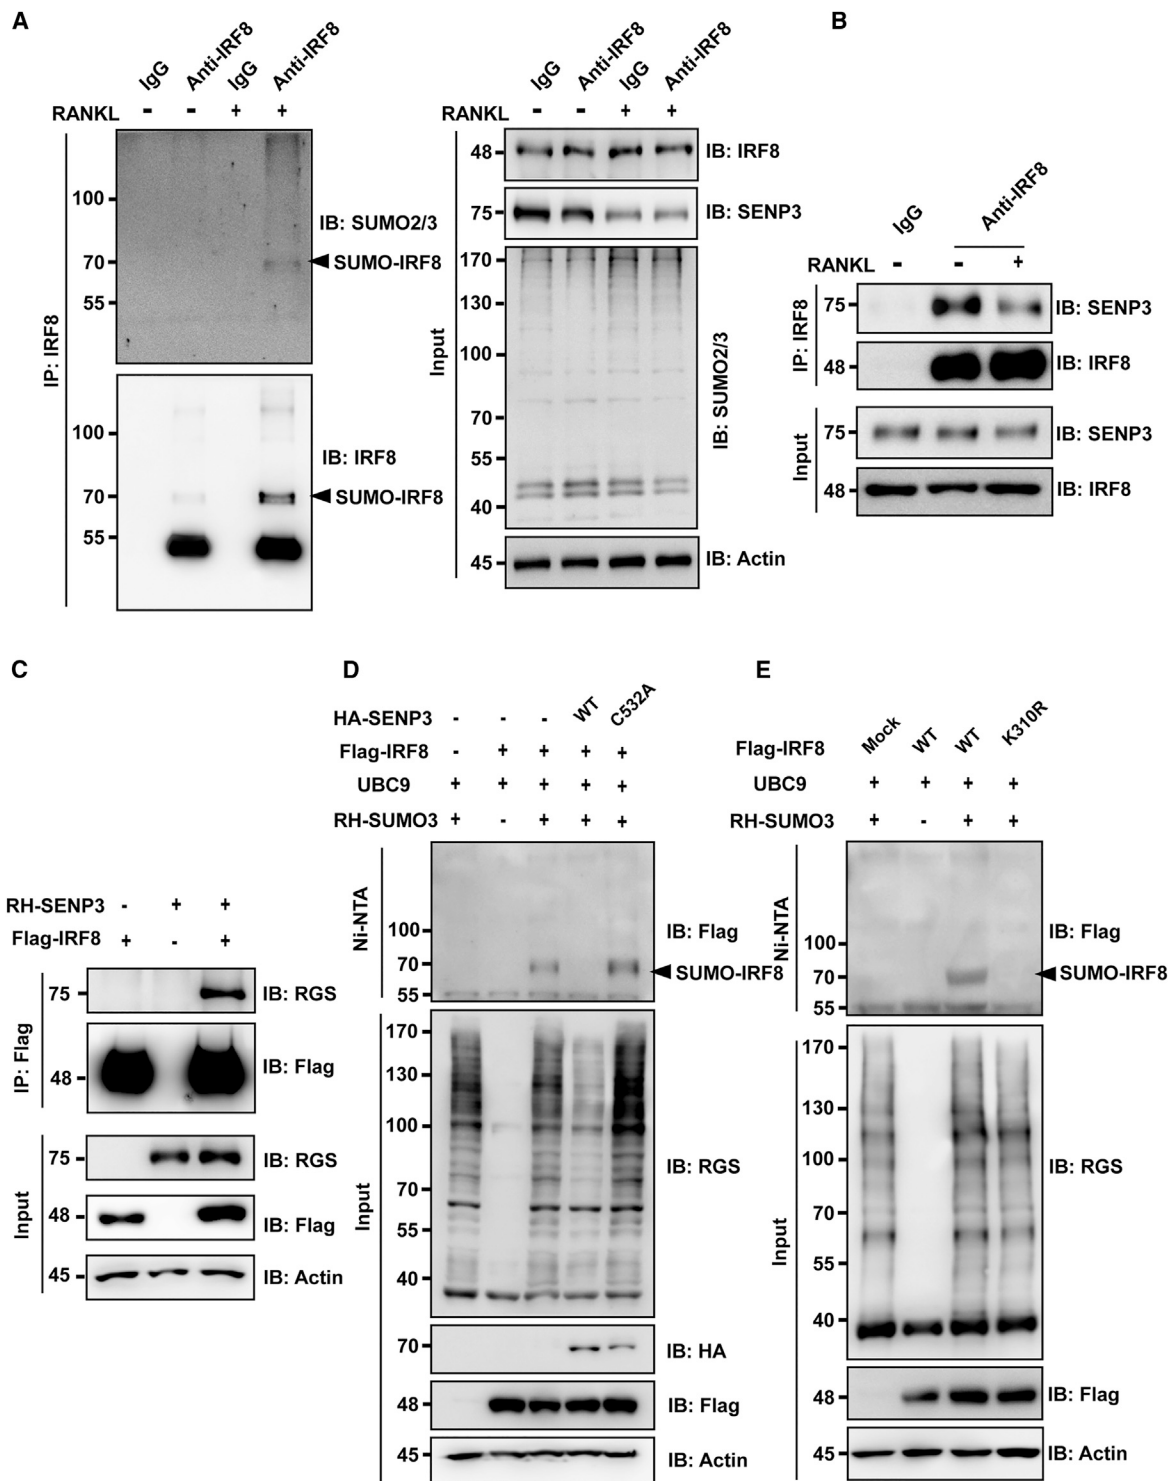 A
IgG
Anti-IRF8
IgG
Anti-IRF8
RANKL - - + +
IP: IRF8
100
70
55
IB: SUMO2/3
SUMO-IRF8
100
70
55
IB: IRF8
SUMO-IRF8
IgG
Anti-IRF8
IgG
Anti-IRF8
RANKL - - + +
Input
48 IB: IRF8
75 IB: SENP3
170
130
100
70
55
40
IB: SUMO2/3
45 IB: Actin
B
IgG
Anti-IRF8
RANKL - - +
IP: IRF8
75 IB: SENP3
48 IB: IRF8
Input
75 IB: SENP3
48 IB: IRF8
C
RH-SENP3 - + +
Flag-IRF8 + - +
IP: Flag
75 IB: RGS
48 IB: Flag
Input
75 IB: RGS
48 IB: Flag
45 IB: Actin
D
HA-SENP3 - - - WT C532A
Flag-IRF8 - + + + +
UBC9 + + + + +
RH-SUMO3 + - + + +
Ni-NTA
100
70
55
IB: Flag
SUMO-IRF8
Input
170
130
100
70
55
40
IB: RGS
70 IB: HA
48 IB: Flag
45 IB: Actin
E
Flag-IRF8 Mock WT WT K310R
UBC9 + + + +
RH-SUMO3 + - + +
Ni-NTA
100
70
55
IB: Flag
SUMO-IRF8
Input
170
130
100
70
55
40
IB: RGS
48 IB: Flag
45 IB: Actin